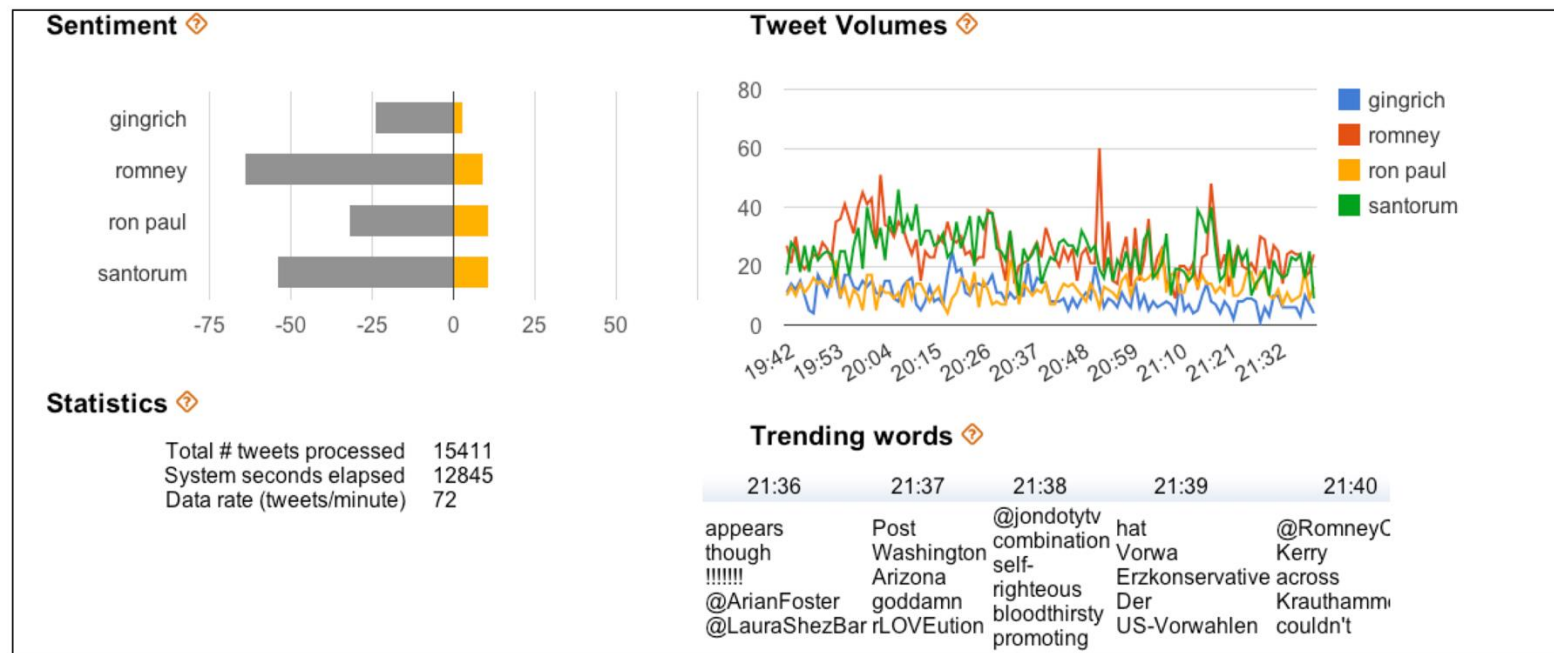 Sentiment
gingrich
romney
ron paul
santorum
-75 -50 -25 0 25 50
Statistics
Total # tweets processed 15411
System seconds elapsed 12845
Data rate (tweets/minute) 72
Tweet Volumes
80
60
40
20
0
19:42 19:53 20:04 20:15 20:26 20:37 20:48 20:59 21:10 21:21 21:32
gingrich
romney
ron paul
santorum
Trending words
21:36 21:37 21:38 21:39 21:40
appears
though
!!!!!!!
@ArianFoster
@LauraShezBar
Post
Washington
Arizona
goddamn
rLOVEution
@jondotytv
combination
self-
righteous
bloodthirsty
promoting
hat
Vorwa
Erzkonservative
Der
US-Vorwahlen
@RomneyC
Kerry
across
Krauthamm
couldn't